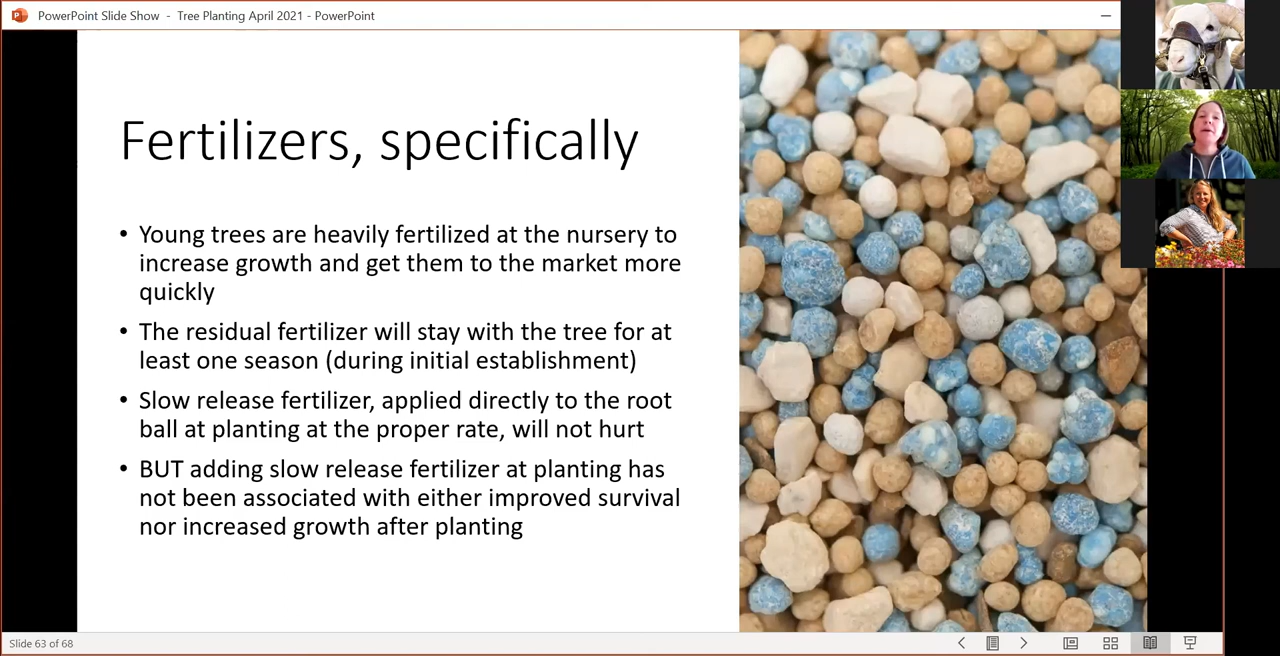 PowerPoint Slide Show - Tree Planting April 2021 - PowerPoint
Fertilizers, specifically
• Young trees are heavily fertilized at the nursery to
increase growth and get them to the market more
quickly
• The residual fertilizer will stay with the tree for at
least one season (during initial establishment)
• Slow release fertilizer, applied directly to the root
ball at planting at the proper rate, will not hurt
• BUT adding slow release fertilizer at planting has
not been associated with either improved survival
nor increased growth after planting
Slide 63 of 68